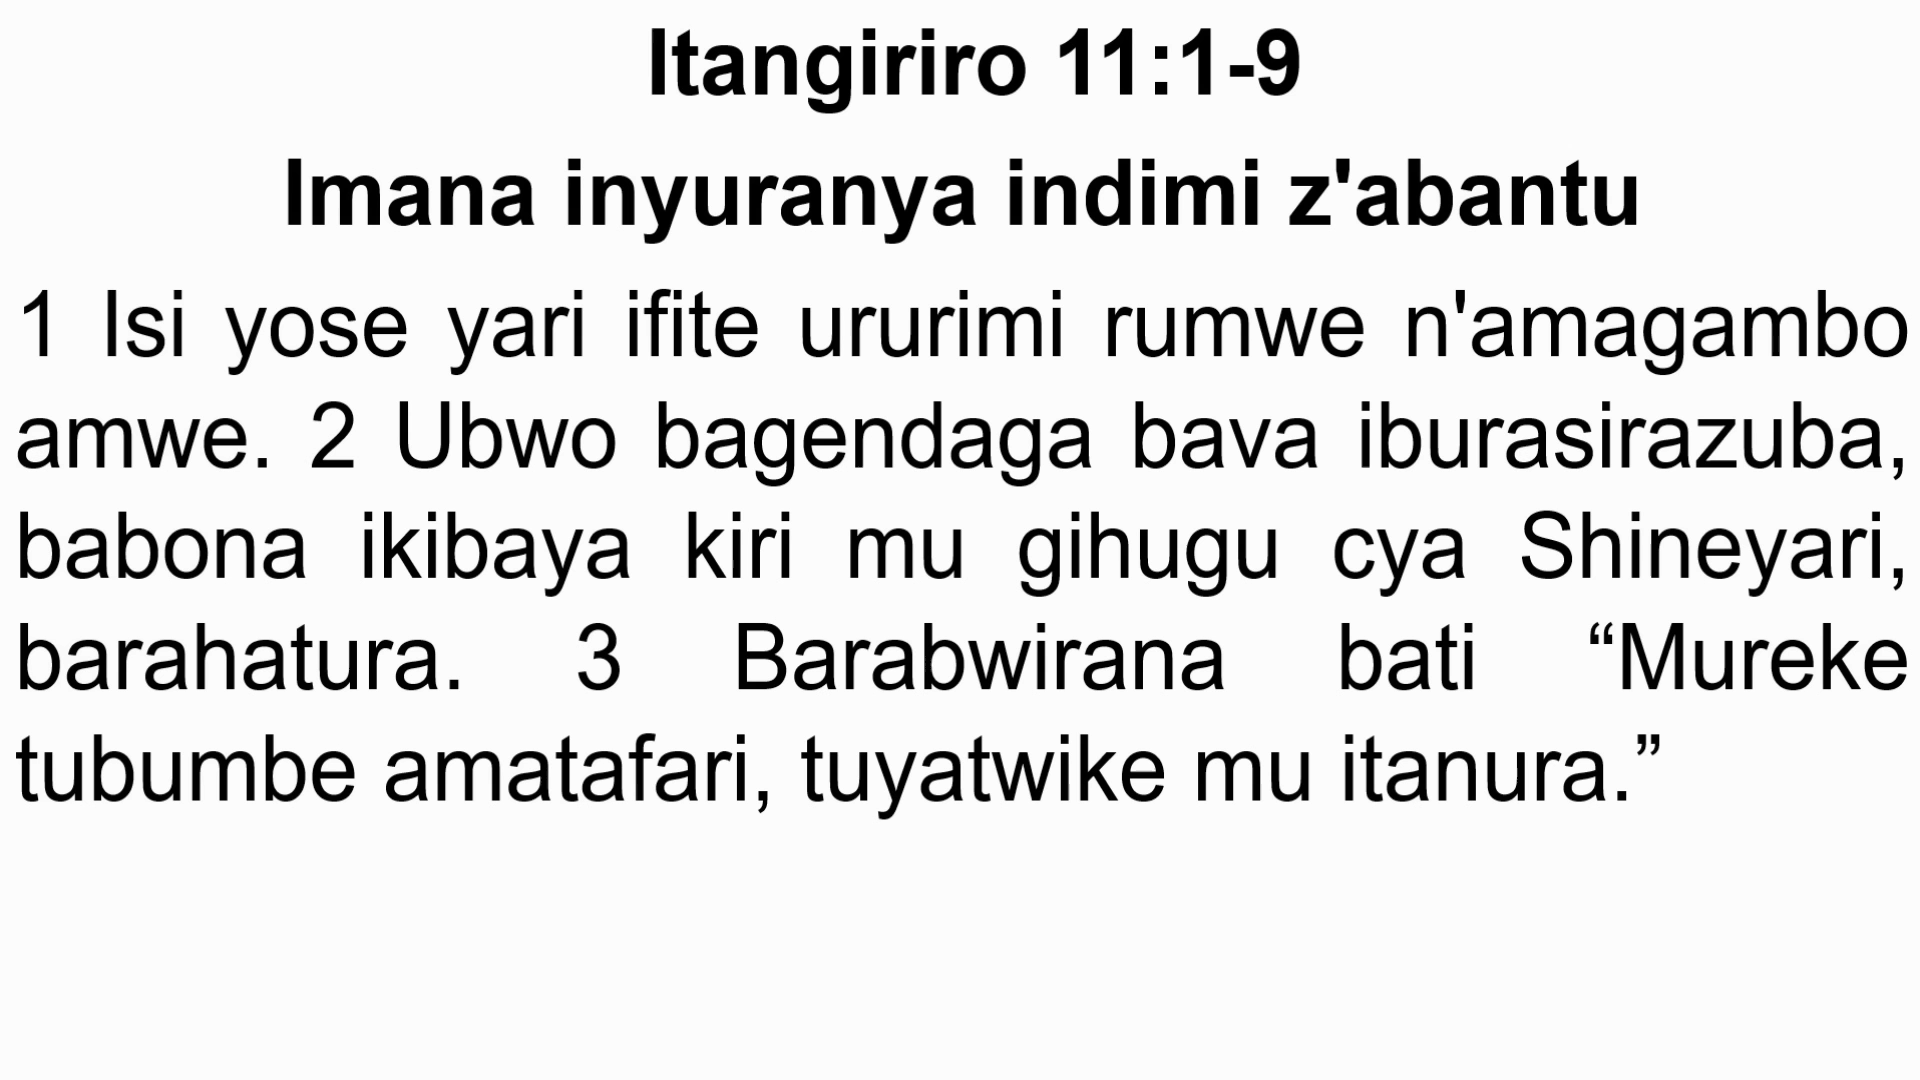 Itangiriro 11:1-9
Imana inyuranya indimi z'abantu
1 Isi yose yari ifite ururimi rumwe n'amagambo
amwe. 2 Ubwo bagendaga bava iburasirazuba,
babona ikibaya kiri mu gihugu cya Shineyari,
barahatura. 3 Barabwirana bati “Mureke
tubumbe amatafari, tuyatwike mu itanura.”